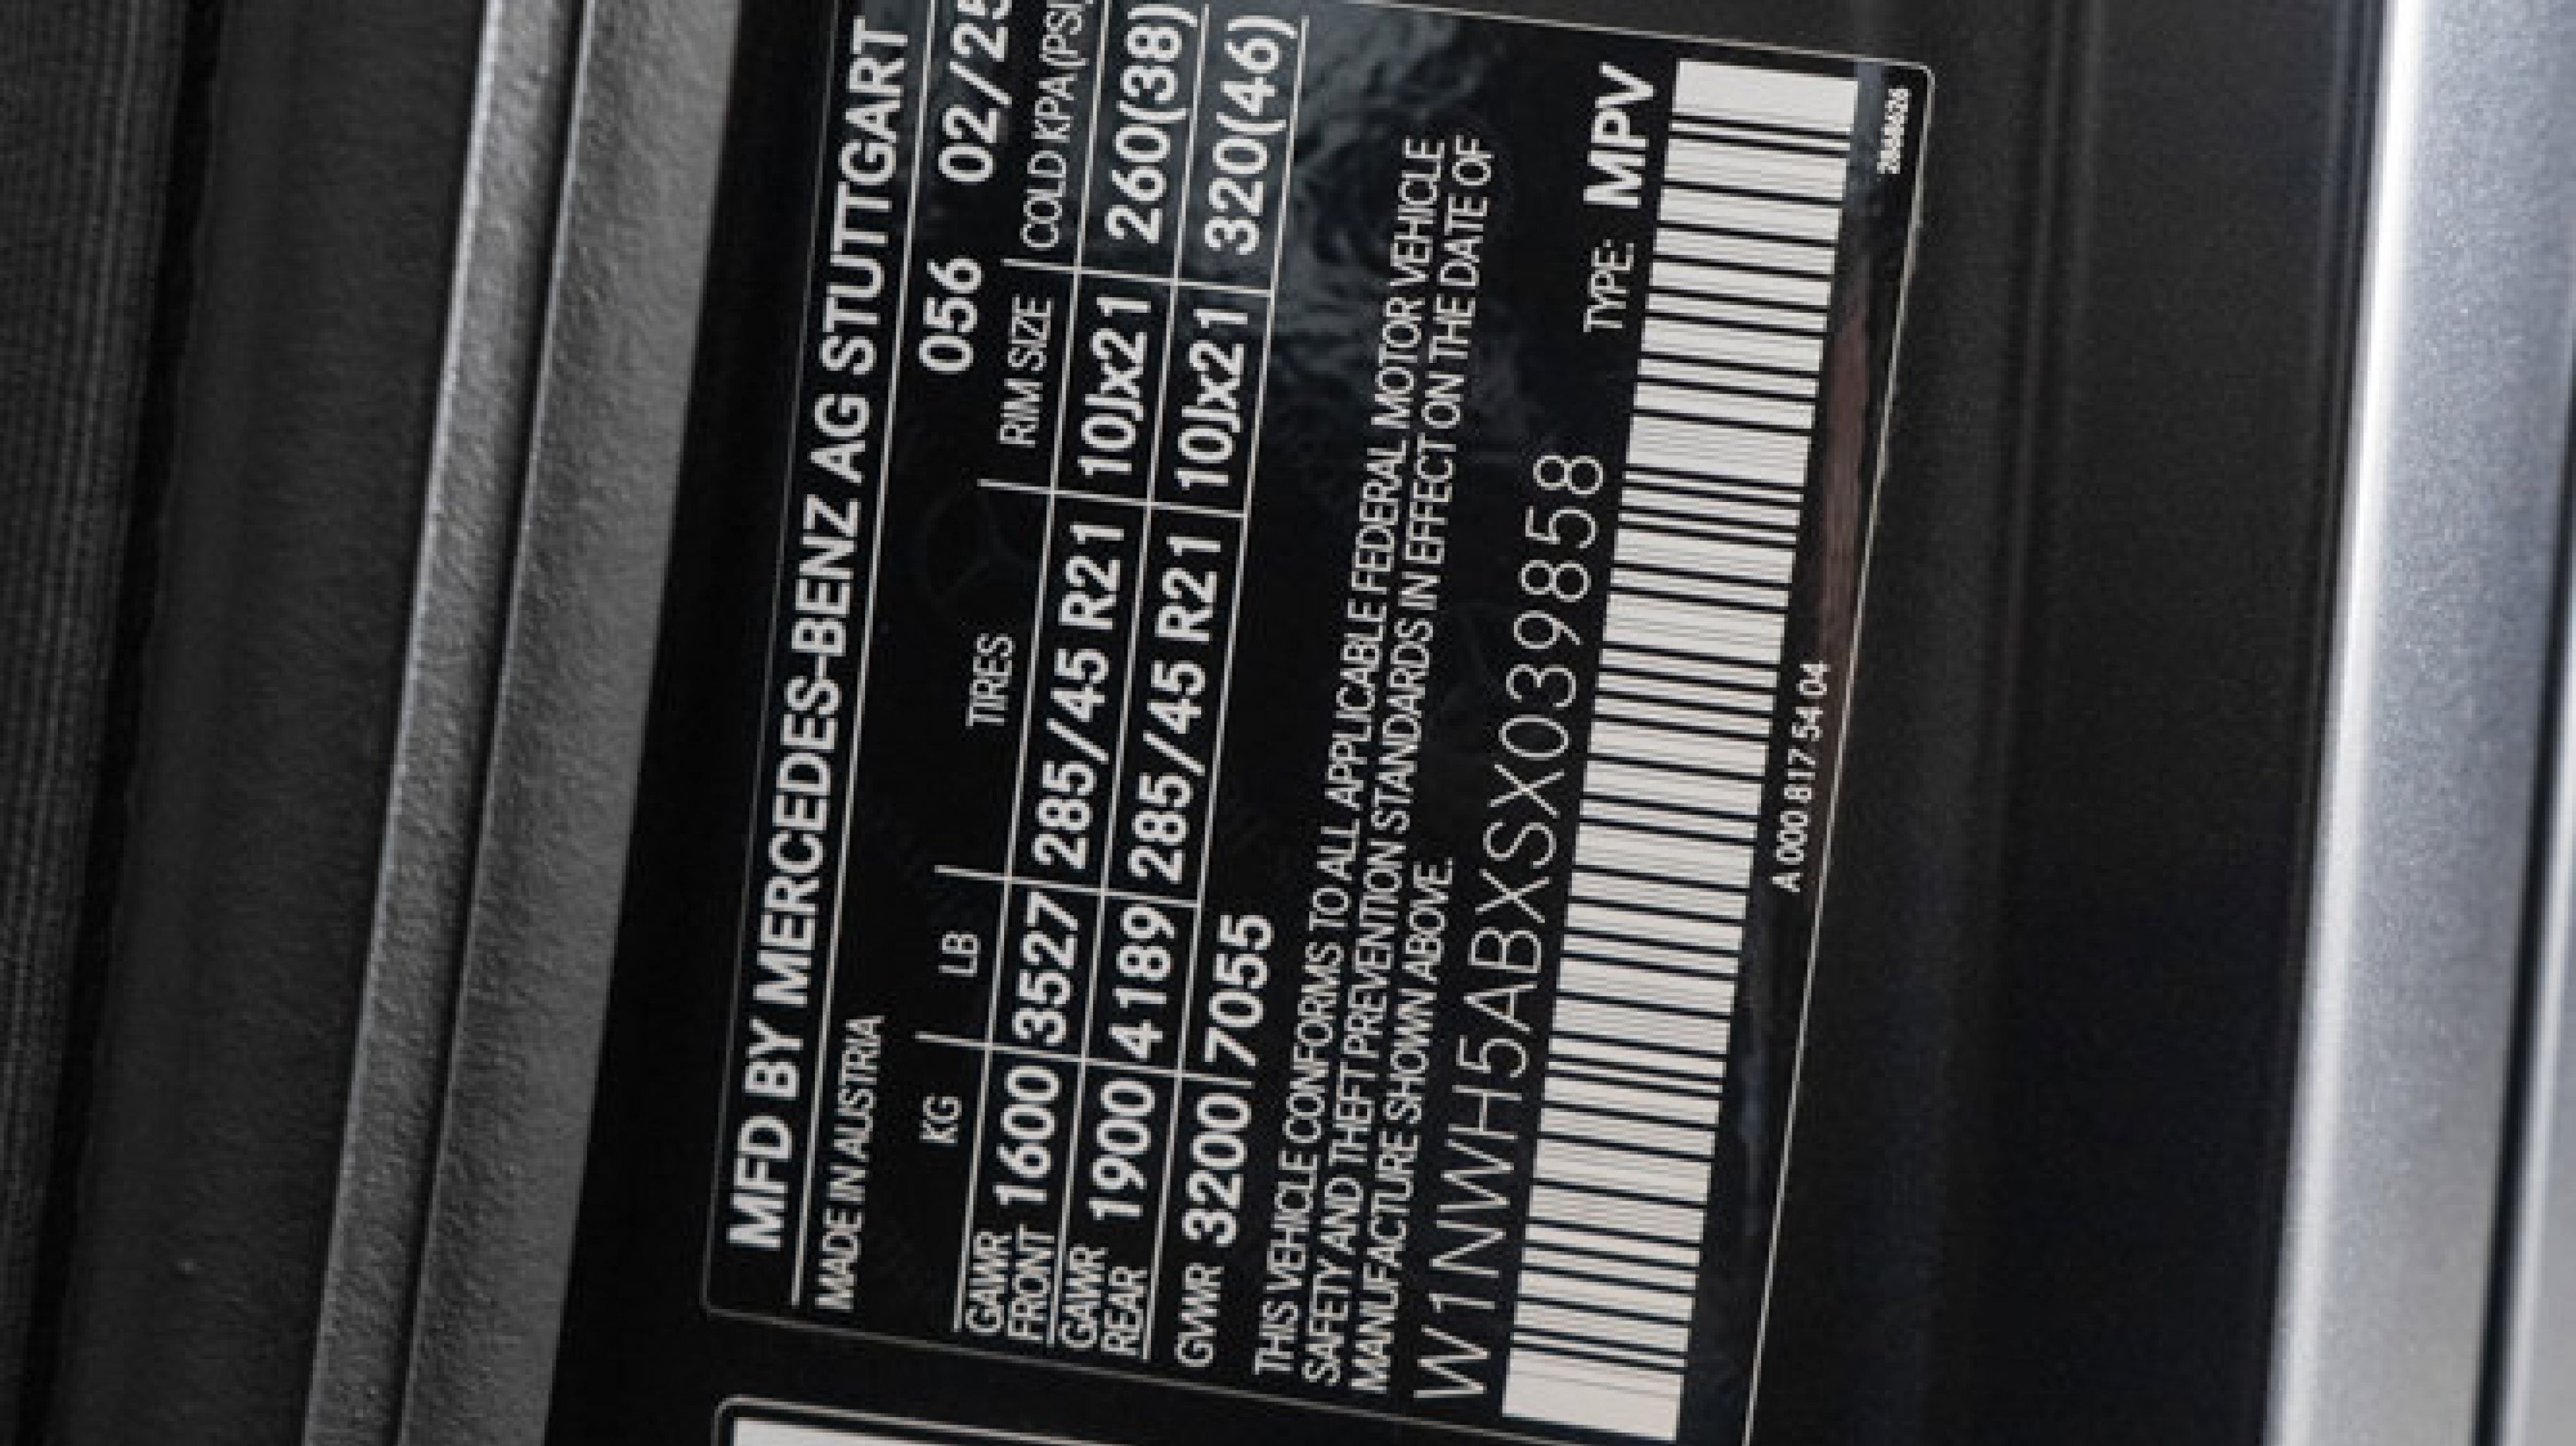 MFD BY MERCEDES-BENZ AG STUTTGART
MADE IN AUSTRIA 056 02/25
KG LB TIRES RIM SIZE COLD KPA (PSI)
GAWR FRONT 1600 3527 285/45 R21 10Jx21 260(38)
GAWR REAR 1900 4189 285/45 R21 10Jx21 320(46)
GVWR 3200 7055
THIS VEHICLE CONFORMS TO ALL APPLICABLE FEDERAL MOTOR VEHICLE
SAFETY AND THEFT PREVENTION STANDARDS IN EFFECT ON THE DATE OF
MANUFACTURE SHOWN ABOVE.
W1NWH5ABXSX039858 TYPE: MPV
A 000 817 54 04